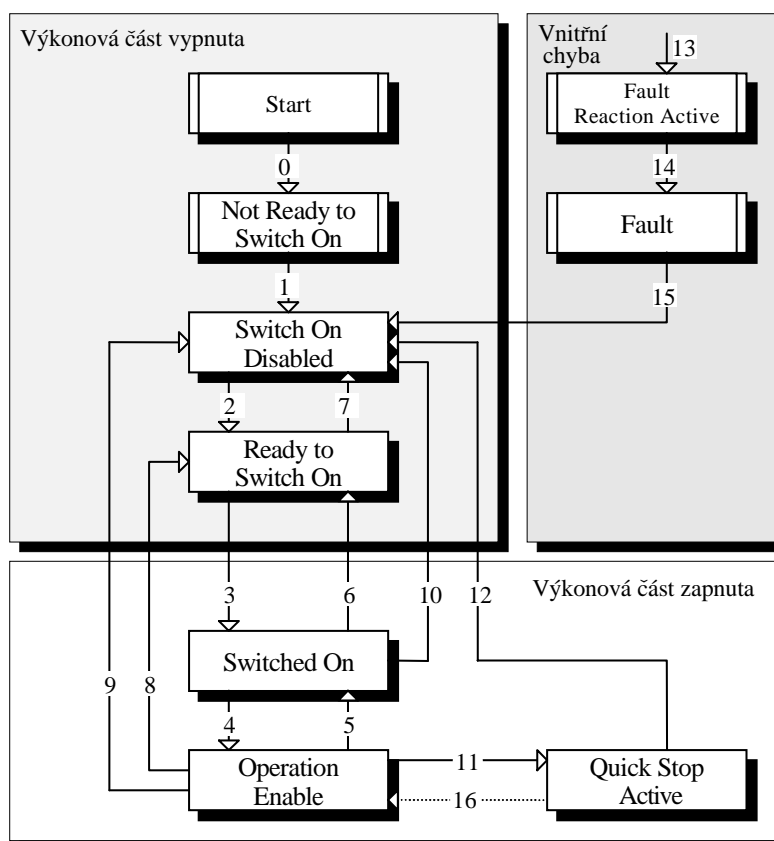 Výkonová část vypnuta
Start
0
Not Ready to
Switch On
1
Switch On
Disabled
2
7
Ready to
Switch On
Vnitřní
chyba
13
Fault
Reaction Active
14
Fault
15
Výkonová část zapnuta
3
6
10
12
Switched On
9
8
4
5
Operation
Enable
11
16
Quick Stop
Active